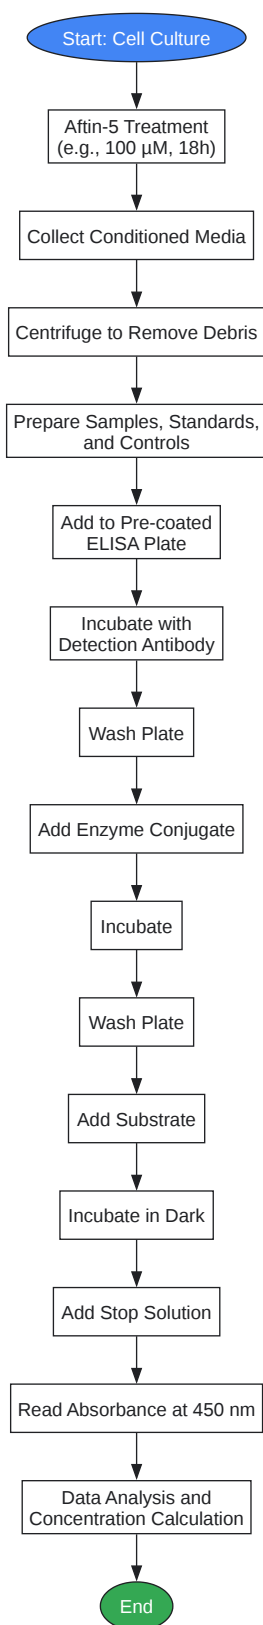 Start: Cell Culture
Aftin-5 Treatment
(e.g., 100 µM, 18h)
Collect Conditioned Media
Centrifuge to Remove Debris
Prepare Samples, Standards,
and Controls
Add to Pre-coated
ELISA Plate
Incubate with
Detection Antibody
Wash Plate
Add Enzyme Conjugate
Incubate
Wash Plate
Add Substrate
Incubate in Dark
Add Stop Solution
Read Absorbance at 450 nm
Data Analysis and
Concentration Calculation
End